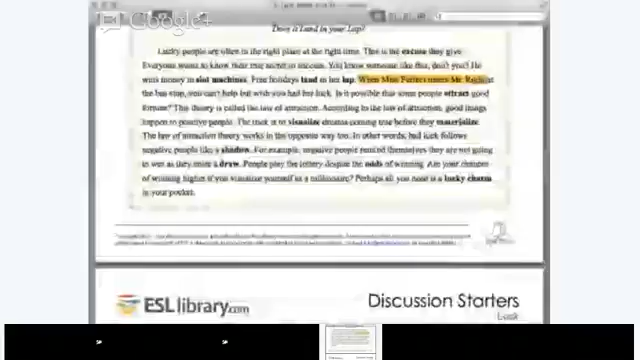 Google+
Does it Land in your Lap?
Lucky people are often in the right place at the right time. This is the excuse they give.
Everyone wants to know their true secret to success. You know someone like this, don't you? He
wins money in slot machines. Free holidays land in her lap. When Miss meets Mr. at
the bus stop, you can't help but wish you had her luck. Is it possible that some people attract good
fortune? This theory is called the law of attraction. According to the law of attraction, good things
happen to positive people. The trick is to visualize dreams coming true before they materialize.
The law of attraction theory works in the opposite way too. In other words, bad luck follows
negative people like a shadow. For example, negative people remind themselves they are not going
to win as they enter a draw. People play the lottery despite the odds of winning. Are your chances
of winning higher if you visualize yourself as a millionaire? Perhaps all you need is a lucky charm
in your pocket.
ESLlibrary.com
Discussion Starters
Luck